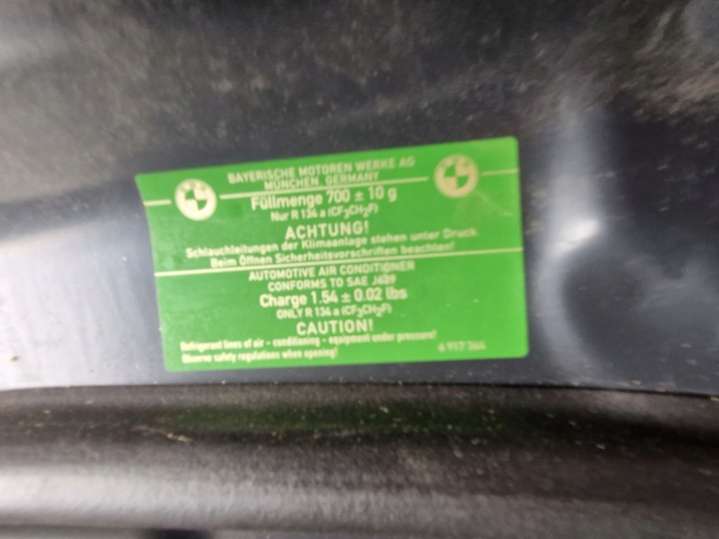 BAYERISCHE MOTOREN WERKE AG
MÜNCHEN GERMANY
Füllmenge 700 ± 10 g
Nur R 134 a (CF₃CH₂F)
ACHTUNG!
Schlauchleitungen der Klimaanlage stehen unter Druck
Beim Öffnen Sicherheitsvorschriften beachten!
AUTOMOTIVE AIR CONDITIONER
CONFORMS TO SAE J639
Charge 1.54 ± 0.02 lbs
ONLY R 134 a (CF₃CH₂F)
CAUTION!
Refrigerant lines of air - conditioning - equipment under pressure!
Observe safety regulations when opening!